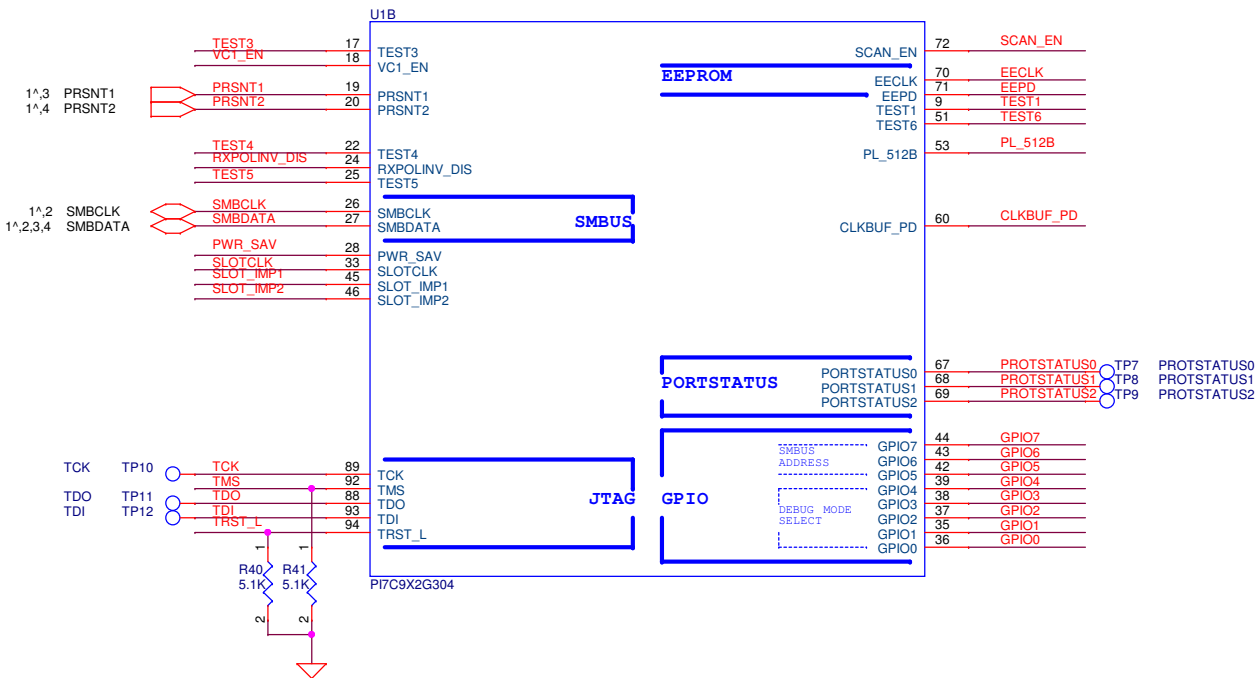 U1B
TEST3 17 TEST3
VC1_EN 18 VC1_EN
1^,3 PRSNT1 PRSNT1 19 PRSNT1
1^,4 PRSNT2 PRSNT2 20 PRSNT2
TEST4 22 TEST4
RXPOLINV_DIS 24 RXPOLINV_DIS
TEST5 25 TEST5
1^,2 SMBCLK SMBCLK 26 SMBCLK
1^,2,3,4 SMBDATA SMBDATA 27 SMBDATA
SMBUS
PWR_SAV 28 PWR_SAV
SLOTCLK 33 SLOTCLK
SLOT_IMP1 45 SLOT_IMP1
SLOT_IMP2 46 SLOT_IMP2
TCK TP10 TCK 89 TCK
TMS 92 TMS
TDO TP11 TDO 88 TDO
TDI TP12 TDI 93 TDI
TRST_L 94 TRST_L
JTAG
SCAN_EN 72 SCAN_EN
EEPROM
EECLK 70 EECLK
EEPD 71 EEPD
TEST1 9 TEST1
TEST6 51 TEST6
PL_512B 53 PL_512B
CLKBUF_PD 60 CLKBUF_PD
PORTSTATUS
PORTSTATUS0 67 PROTSTATUS0 TP7 PROTSTATUS0
PORTSTATUS1 68 PROTSTATUS1 TP8 PROTSTATUS1
PORTSTATUS2 69 PROTSTATUS2 TP9 PROTSTATUS2
GPIO
SMBUS
ADDRESS
DEBUG MODE
SELECT
GPIO7 44 GPIO7
GPIO6 43 GPIO6
GPIO5 42 GPIO5
GPIO4 39 GPIO4
GPIO3 38 GPIO3
GPIO2 37 GPIO2
GPIO1 35 GPIO1
GPIO0 36 GPIO0
1 1
R40 R41
5.1K 5.1K
2 2
PI7C9X2G304